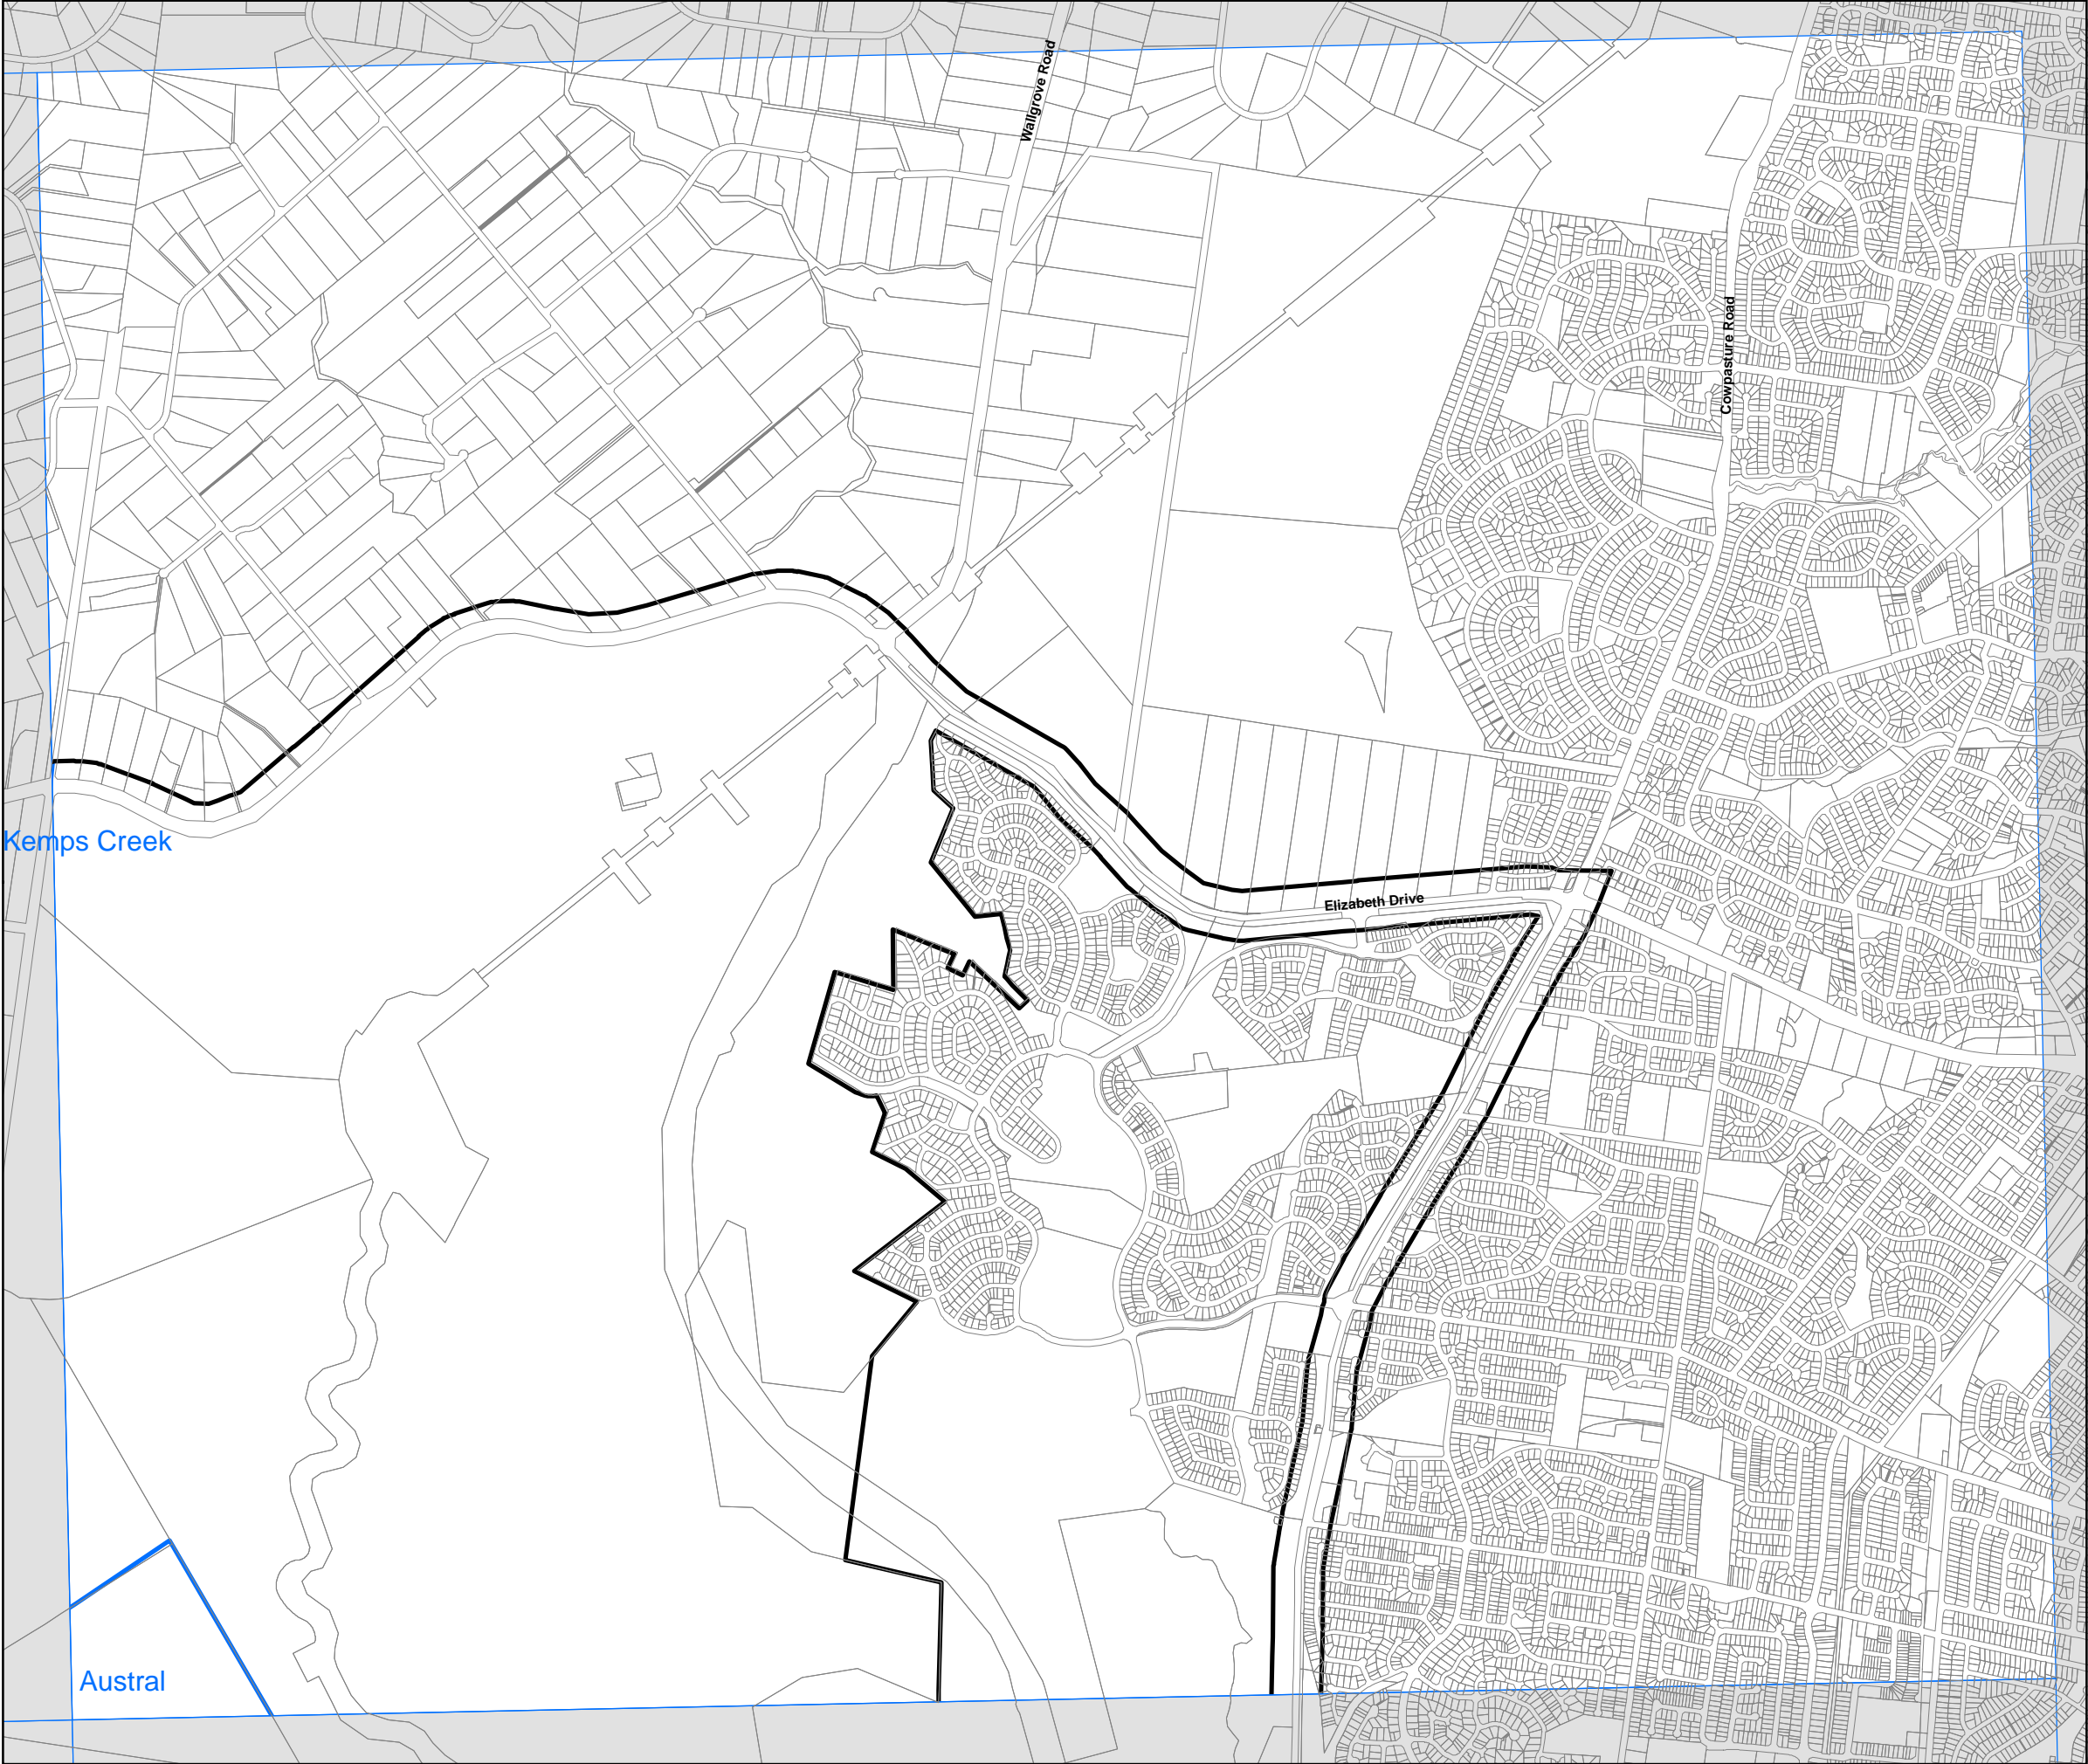 Wallgrove Road
Cowpasture Road
Kemps Creek
Elizabeth Drive
Austral